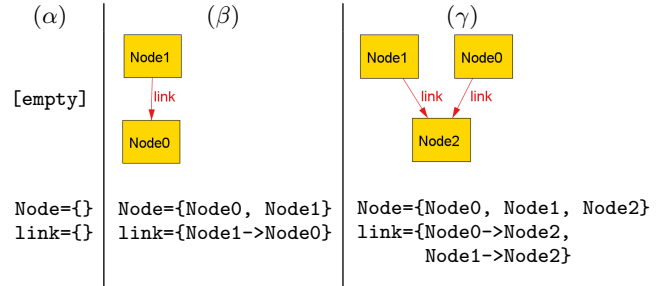 (α) (β) (γ)
Node1 Node1 Node0
[empty] link link link
Node0 Node2
Node={} Node={Node0, Node1} Node={Node0, Node1, Node2}
link={} link={Node1->Node0} link={Node0->Node2,
Node1->Node2}